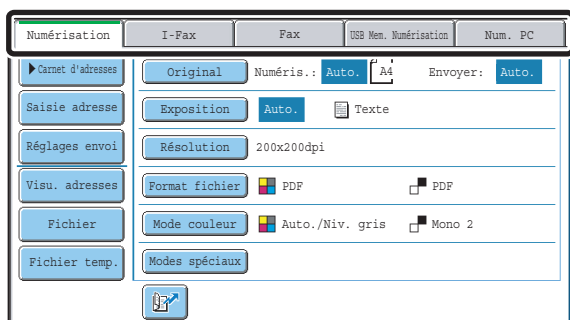 Numérisation I-Fax Fax USB Mem. Numérisation Num. PC
Carnet d'adresses Original Numéris.: Auto. A4 Envoyer: Auto.
Saisie adresse Exposition Auto. Texte
Réglages envoi Résolution 200x200dpi
Visu. adresses Format fichier PDF PDF
Fichier Mode couleur Auto./Niv. gris Mono 2
Fichier temp. Modes spéciaux